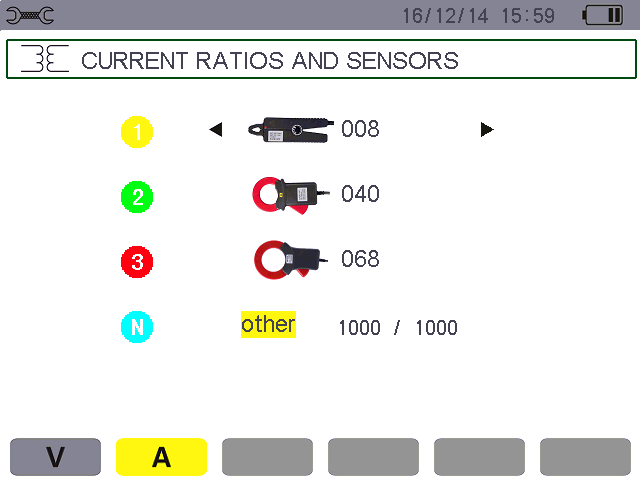 16/12/14 15:59
CURRENT RATIOS AND SENSORS
1 008
2 040
3 068
N other 1000 / 1000
V A